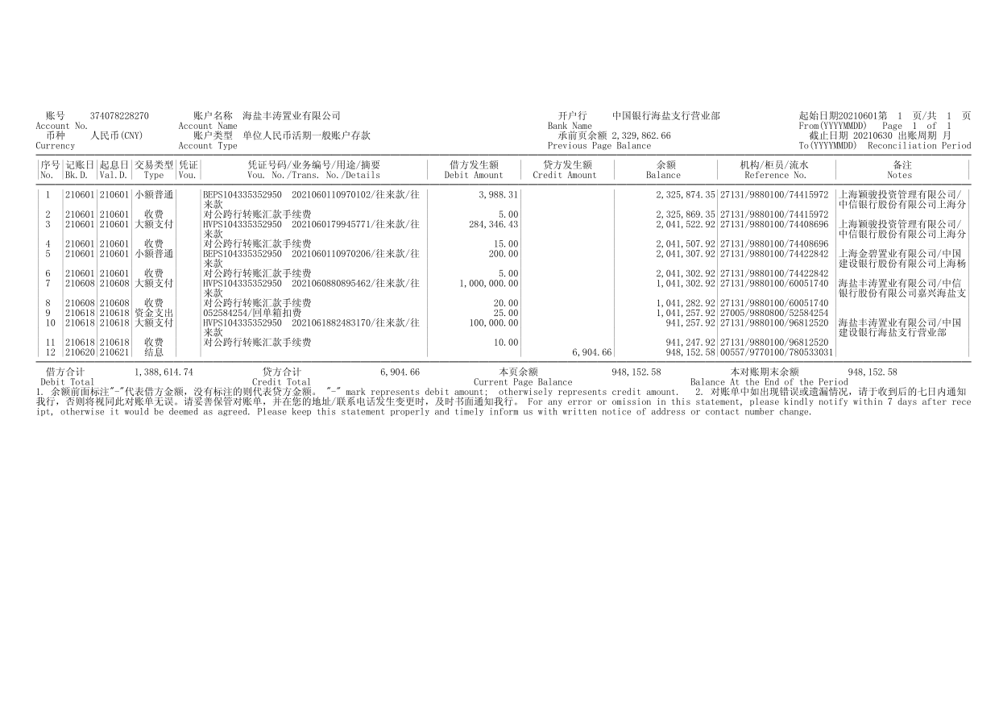 账号 374078228270 账户名称 海盐丰涛置业有限公司 开户行 中国银行海盐支行营业部 起始日期20210601第 1 页/共 1 页
Account No. Account Name Bank Name From(YYYYMMDD) Page 1 of 1
币种 人民币(CNY) 账户类型 单位人民币活期一般账户存款 承前页余额 2,329,862.66 截止日期 20210630 出账周期 月
Currency Account Type Previous Page Balance To(YYYYMMDD) Reconciliation Period
序号 记账日 起息日 交易类型 凭证 凭证号码/业务编号/用途/摘要 借方发生额 贷方发生额 余额 机构/柜员/流水 备注
No. Bk.D. Val.D. Type Vou. Vou. No./Trans. No./Details Debit Amount Credit Amount Balance Reference No. Notes
1 210601 210601 小额普通 BEPS104335352950 2021060110970102/往来款/往 3,988.31 2,325,874.35 27131/9880100/74415972 上海颖骏投资管理有限公司/
来款 中信银行股份有限公司上海分
2 210601 210601 收费 对公跨行转账汇款手续费 5.00 2,325,869.35 27131/9880100/74415972
3 210601 210601 大额支付 HVPS104335352950 2021060179945771/往来款/往 284,346.43 2,041,522.92 27131/9880100/74408696 上海颖骏投资管理有限公司/
来款 中信银行股份有限公司上海分
4 210601 210601 收费 对公跨行转账汇款手续费 15.00 2,041,507.92 27131/9880100/74408696
5 210601 210601 小额普通 BEPS104335352950 2021060110970206/往来款/往 200.00 2,041,307.92 27131/9880100/74422842 上海金碧置业有限公司/中国
来款 建设银行股份有限公司上海杨
6 210601 210601 收费 对公跨行转账汇款手续费 5.00 2,041,302.92 27131/9880100/74422842
7 210608 210608 大额支付 HVPS104335352950 2021060880895462/往来款/往 1,000,000.00 1,041,302.92 27131/9880100/60051740 海盐丰涛置业有限公司/中信
来款 银行股份有限公司嘉兴海盐支
8 210608 210608 收费 对公跨行转账汇款手续费 20.00 1,041,282.92 27131/9880100/60051740
9 210618 210618 资金支出 052584254/回单箱扣费 25.00 1,041,257.92 27005/9880800/52584254
10 210618 210618 大额支付 HVPS104335352950 2021061882483170/往来款/往 100,000.00 941,257.92 27131/9880100/96812520 海盐丰涛置业有限公司/中国
来款 建设银行海盐支行营业部
11 210618 210618 收费 对公跨行转账汇款手续费 10.00 941,247.92 27131/9880100/96812520
12 210620 210621 结息 6,904.66 948,152.58 00557/9770100/780533031
借方合计 1,388,614.74 贷方合计 6,904.66 本页余额 948,152.58 本对账期末余额 948,152.58
Debit Total Credit Total Current Page Balance Balance At the End of the Period
1. 余额前面标注"-"代表借方金额, 没有标注的则代表贷方金额。 "-" mark represents debit amount; otherwisely represents credit amount. 2. 对账单中如出现错误或遗漏情况, 请于收到后的七日内通知
我行, 否则将视同此对账单无误。请妥善保管对账单, 并在您的地址/联系电话发生变更时, 及时书面通知我行。 For any error or omission in this statement, please kindly notify within 7 days after rece
ipt, otherwise it would be deemed as agreed. Please keep this statement properly and timely inform us with written notice of address or contact number change.